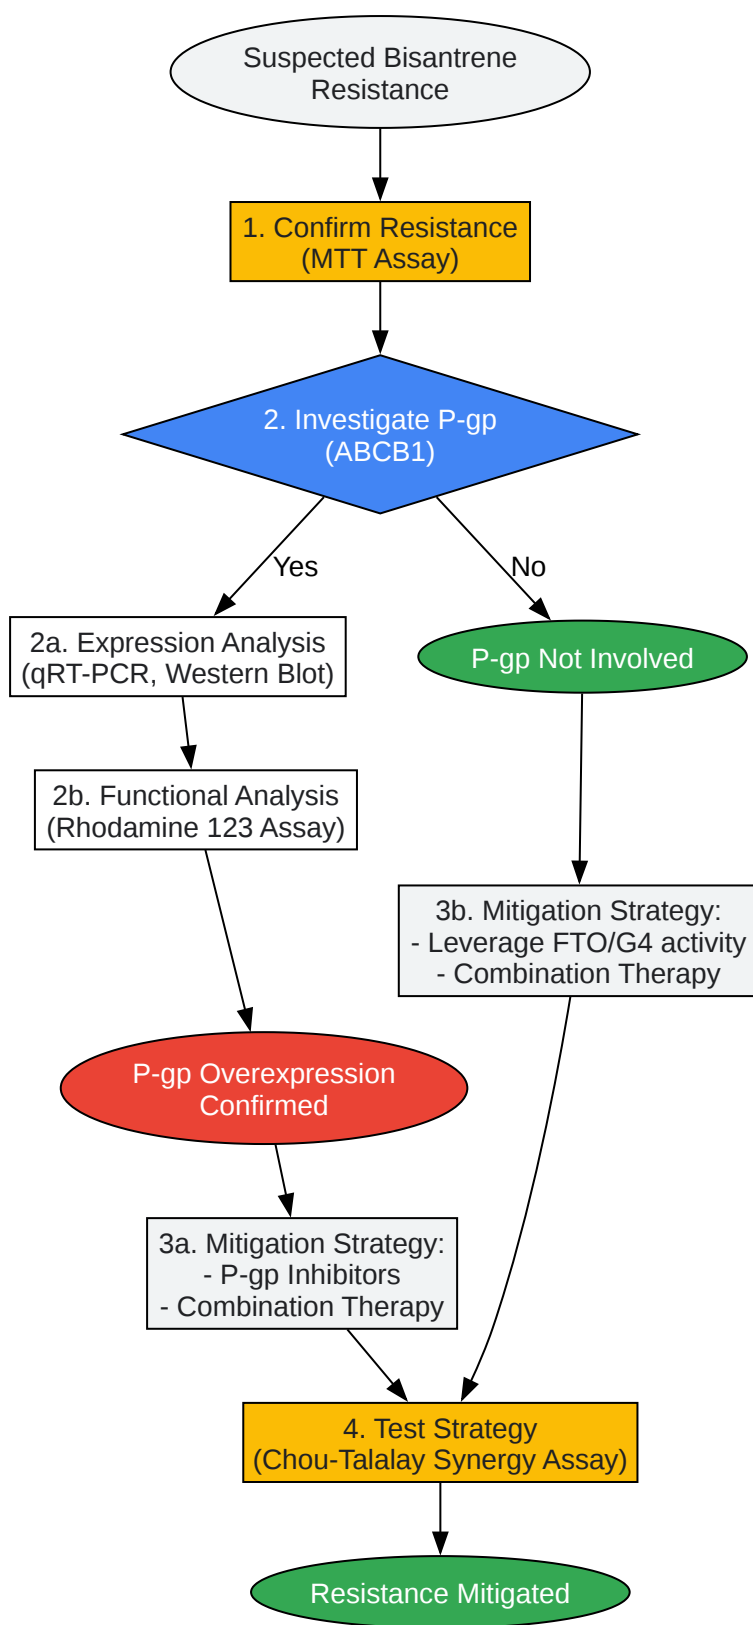 Suspected Bisantrene
Resistance
1. Confirm Resistance
(MTT Assay)
2. Investigate P-gp
(ABCB1)
Yes
No
2a. Expression Analysis
(qRT-PCR, Western Blot)
P-gp Not Involved
2b. Functional Analysis
(Rhodamine 123 Assay)
3b. Mitigation Strategy:
- Leverage FTO/G4 activity
- Combination Therapy
P-gp Overexpression
Confirmed
3a. Mitigation Strategy:
- P-gp Inhibitors
- Combination Therapy
4. Test Strategy
(Chou-Talalay Synergy Assay)
Resistance Mitigated